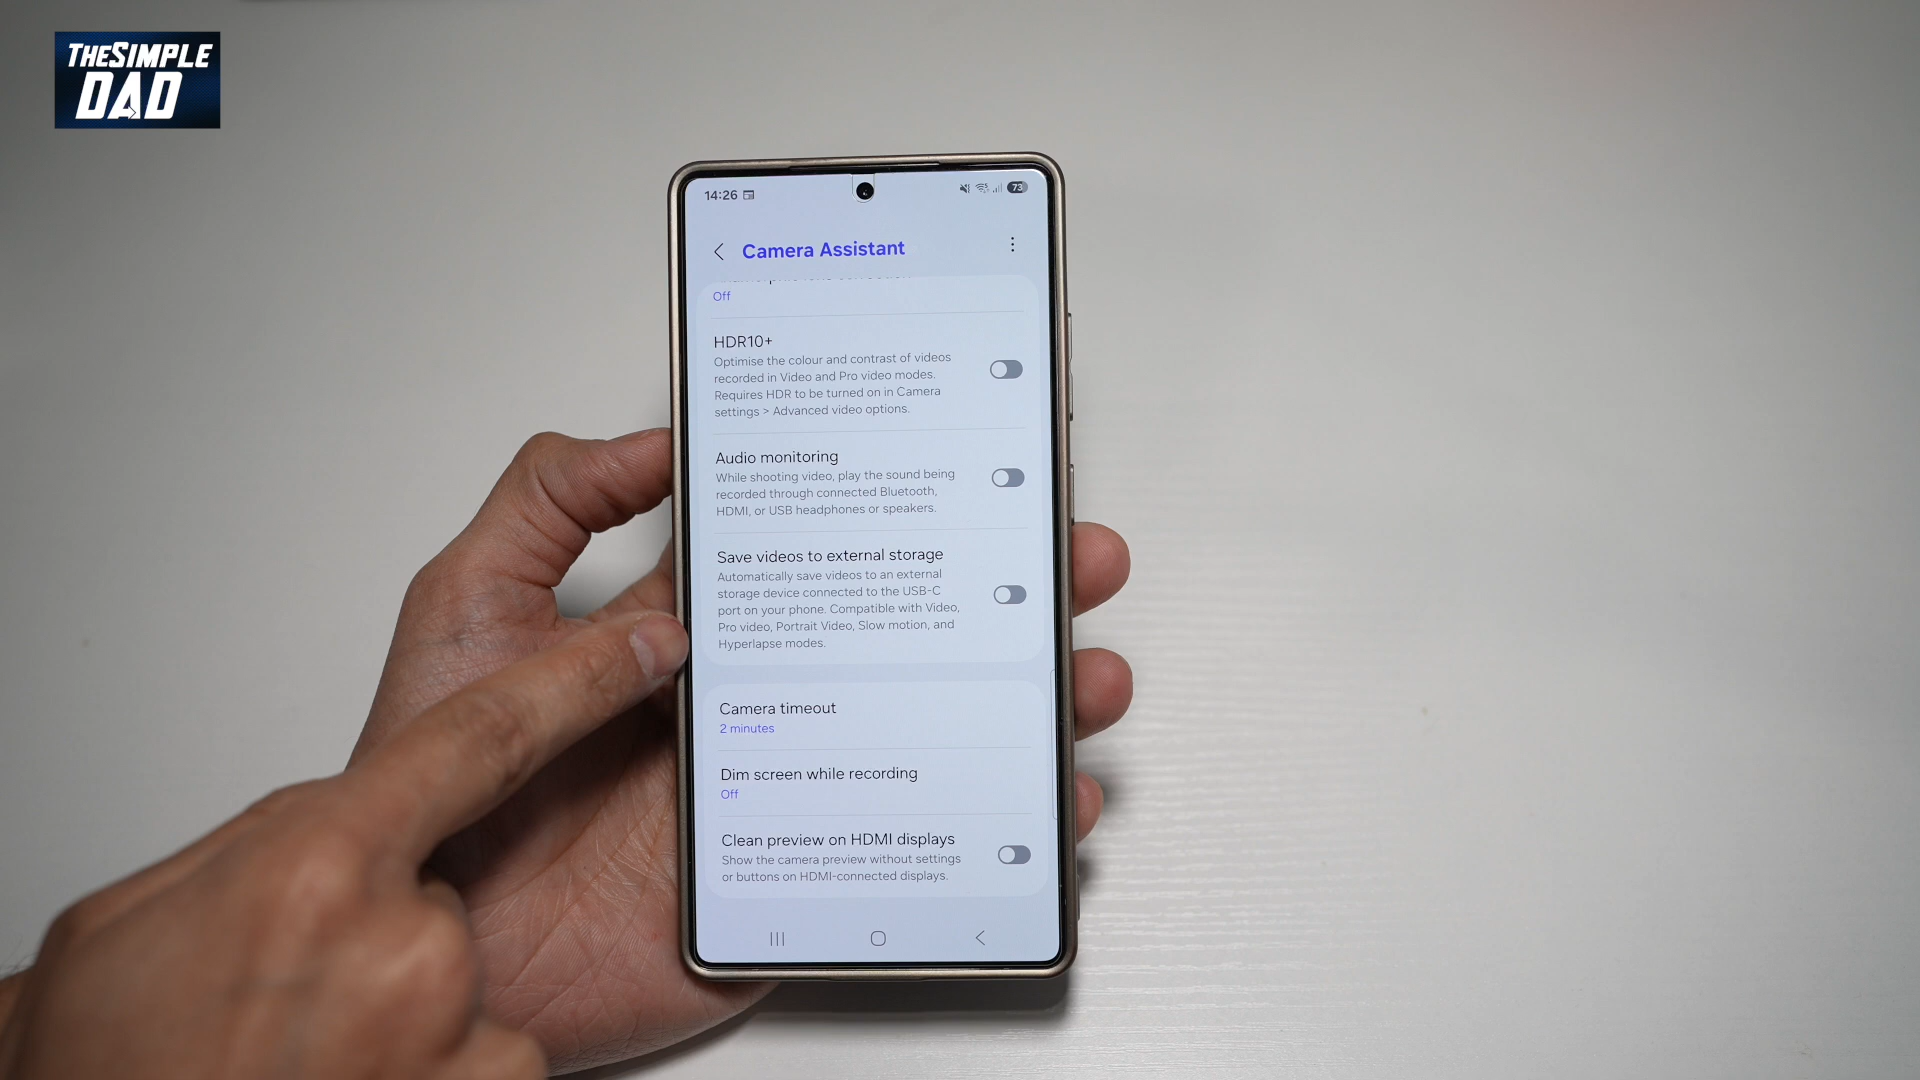 THESIMPLE
DAD
14:26
73
Camera Assistant
Off
HDR10+
Optimise the colour and contrast of videos
recorded in Video and Pro video modes.
Requires HDR to be turned on in Camera
settings > Advanced video options.
Audio monitoring
While shooting video, play the sound being
recorded through connected Bluetooth,
HDMI, or USB headphones or speakers.
Save videos to external storage
Automatically save videos to an external
storage device connected to the USB-C
port on your phone. Compatible with Video,
Pro video, Portrait Video, Slow motion, and
Hyperlapse modes.
Camera timeout
2 minutes
Dim screen while recording
Off
Clean preview on HDMI displays
Show the camera preview without settings
or buttons on HDMI-connected displays.